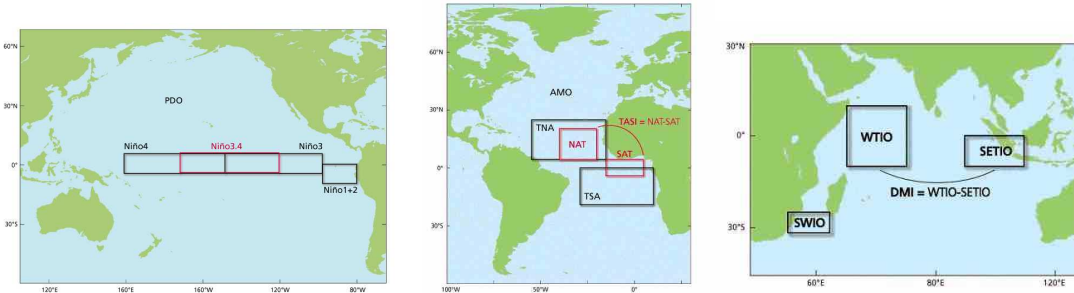 60°N
30°N
0°
30°S
120°E
160°E
160°W
120°W
80°W
PDO
Niño4
Niño3.4
Niño3
Niño1+2
60°N
30°N
0°
30°S
100°W
50°W
0°
AMO
TNA
TASI = NAT-SAT
NAT
SAT
TSA
30°N
0°
30°S
60°E
80°E
120°E
WTIO
SETIO
DMI = WTIO-SETIO
SWIO